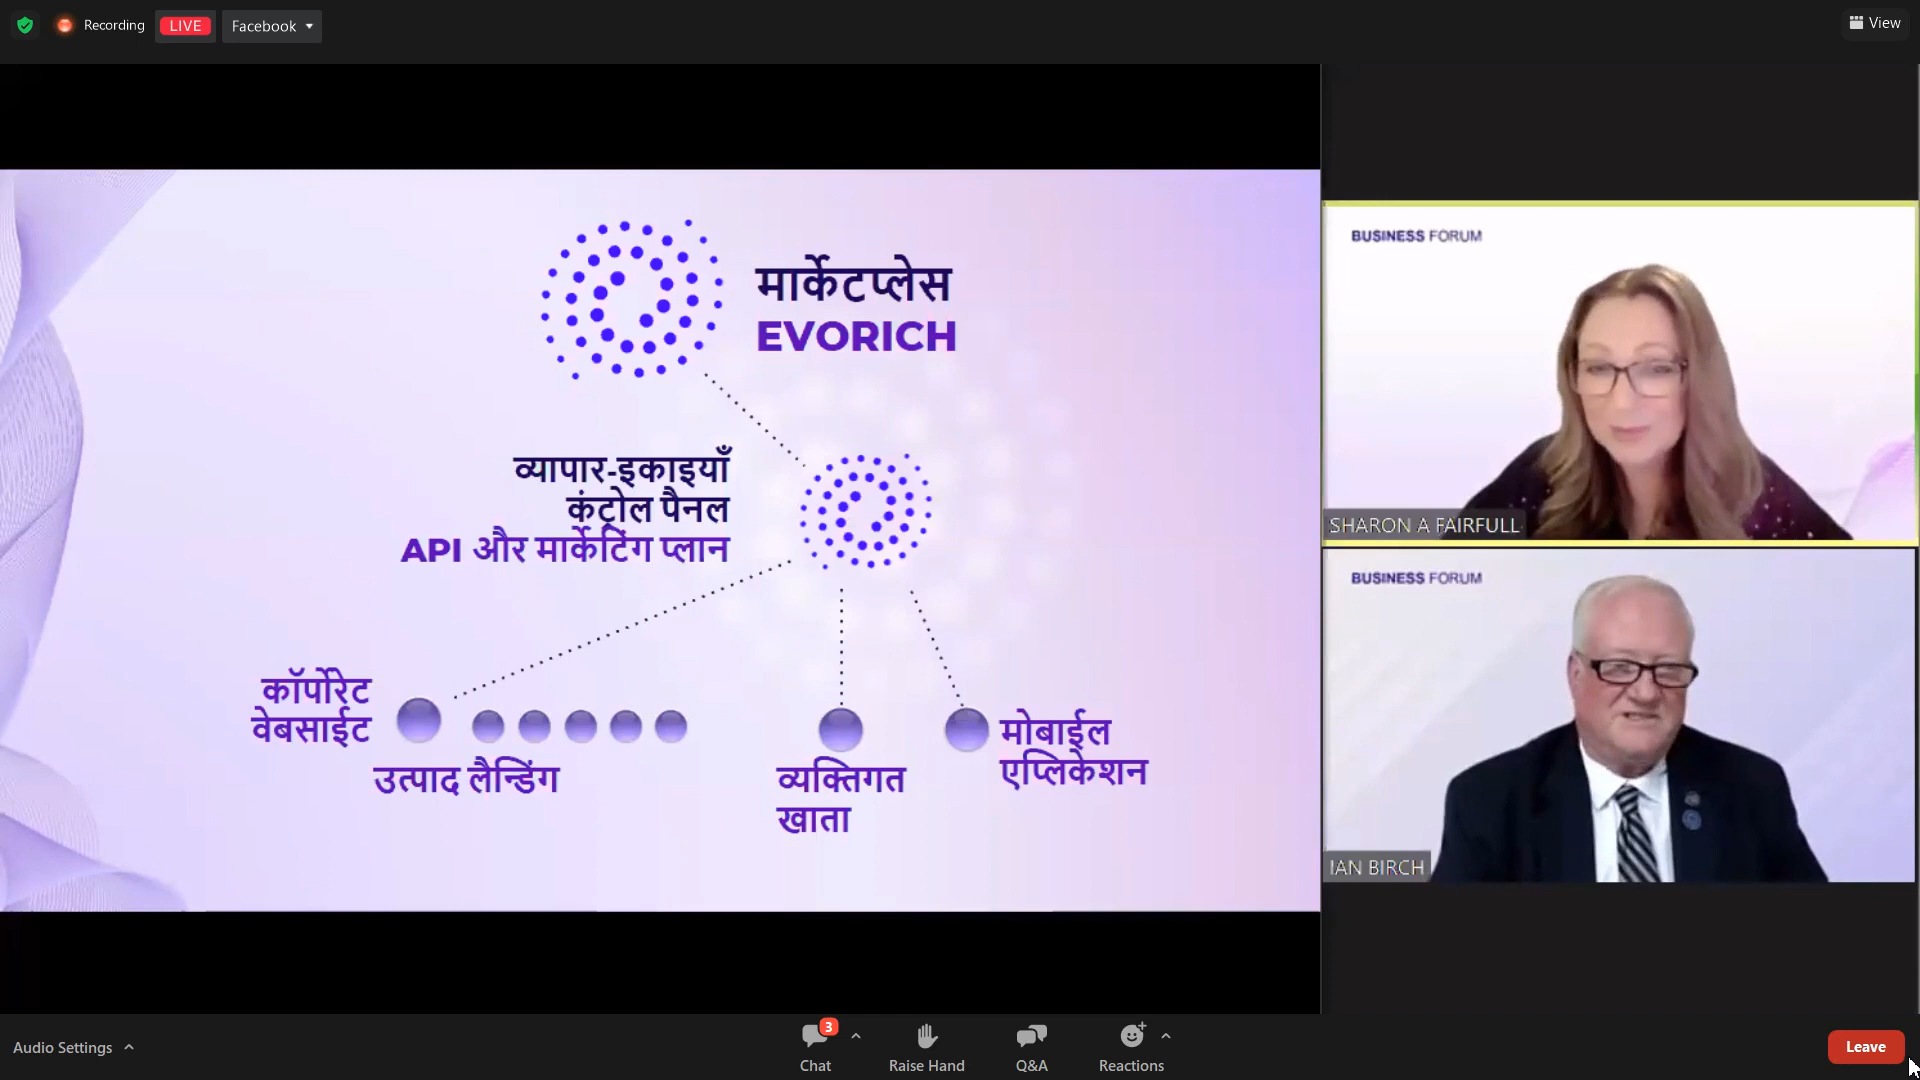 Recording
LIVE
Facebook
View
मार्केटप्लेस
EVORICH
व्यापार-इकाइयाँ
कंट्रोल पैनल
API और मार्केटिंग प्लान
कॉर्पोरेट
वेबसाईट
उत्पाद लैन्डिंग
व्यक्तिगत
खाता
मोबाईल
एप्लिकेशन
BUSINESS FORUM
SHARON A FAIRFULL
BUSINESS FORUM
IAN BIRCH
Audio Settings
3
Chat
Raise Hand
Q&A
Reactions
Leave